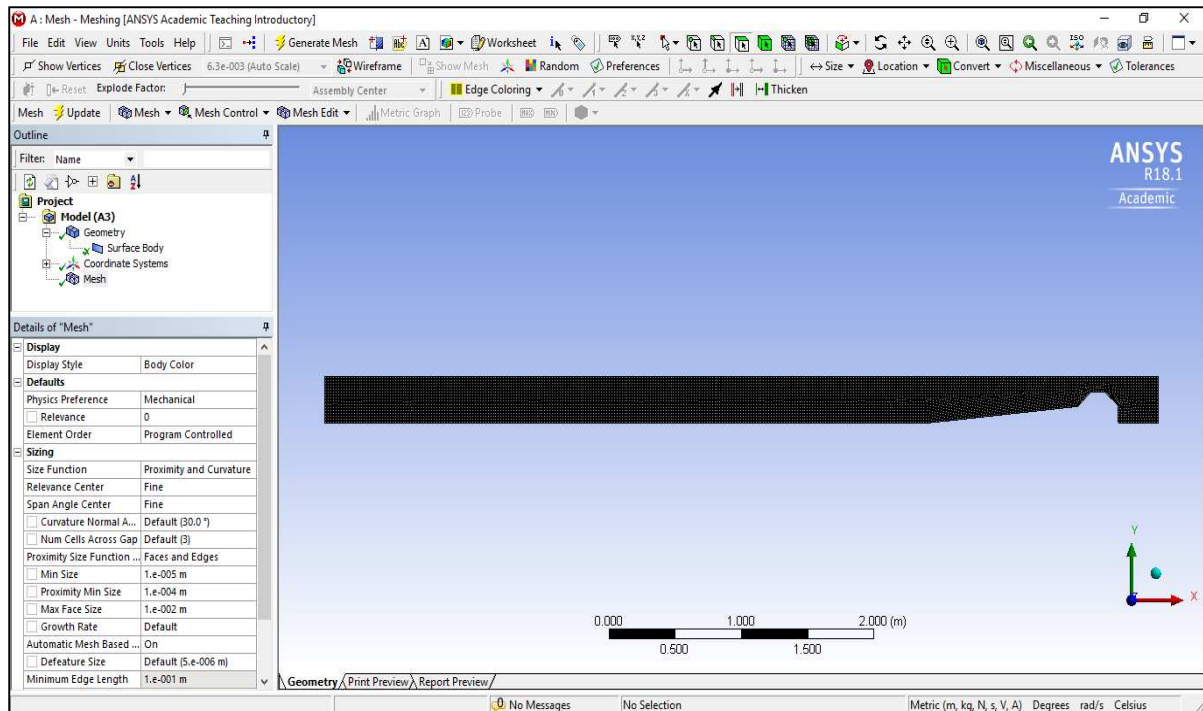 A : Mesh - Meshing [ANSYS Academic Teaching Introductory]
File Edit View Units Tools Help Generate Mesh Worksheet
Show Vertices Close Vertices 6.3e-003 (Auto Scale) Wireframe Show Mesh Random Preferences Size Location Convert Miscellaneous Tolerances
Reset Explode Factor: Assembly Center Edge Coloring Thicken
Mesh Update Mesh Mesh Control Mesh Edit Metric Graph Probe
Outline
Filter: Name
Project
Model (A3)
Geometry
Surface Body
Coordinate Systems
Mesh
Details of "Mesh"
Display
Display Style Body Color
Defaults
Physics Preference Mechanical
Relevance 0
Element Order Program Controlled
Sizing
Size Function Proximity and Curvature
Relevance Center Fine
Span Angle Center Fine
Curvature Normal A... Default (30.0 °)
Num Cells Across Gap Default (3)
Proximity Size Function ... Faces and Edges
Min Size 1.e-005 m
Proximity Min Size 1.e-004 m
Max Face Size 1.e-002 m
Growth Rate Default
Automatic Mesh Based ... On
Defeature Size Default (5.e-006 m)
Minimum Edge Length 1.e-001 m
ANSYS
R18.1
Academic
Y
X
0.000 1.000 2.000 (m)
0.500 1.500
Geometry Print Preview Report Preview
0 No Messages No Selection Metric (m, kg, N, s, V, A) Degrees rad/s Celsius